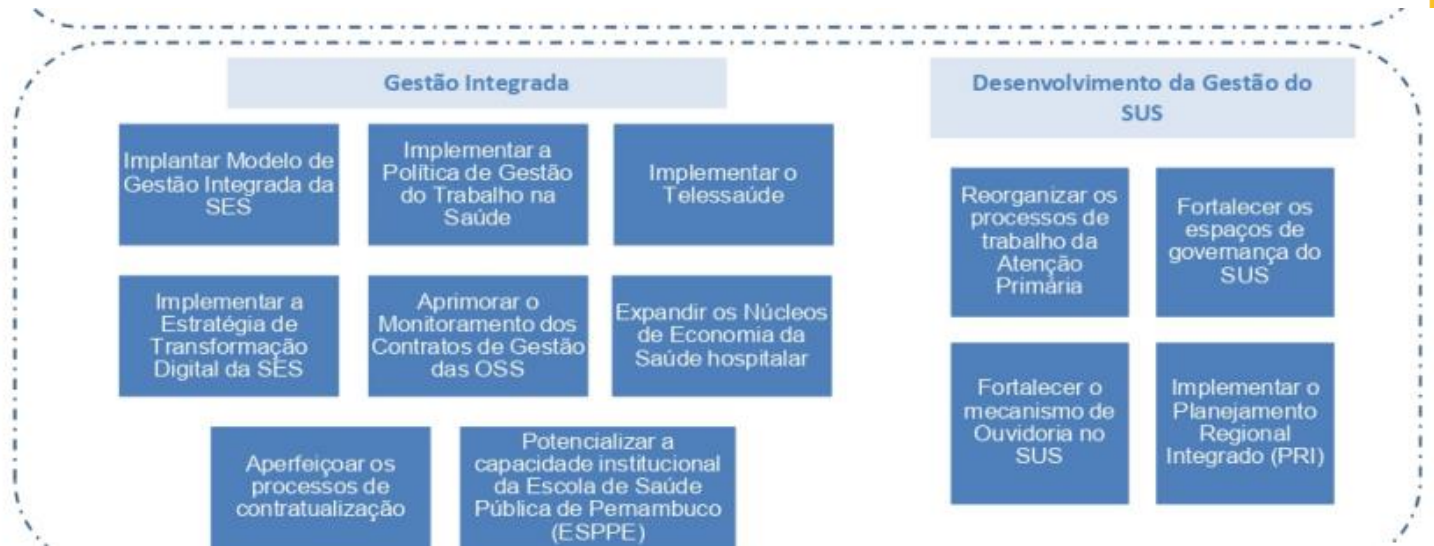 Gestão Integrada
Implantar Modelo de
Gestão Integrada da
SES
Implementar a
Política de Gestão
do Trabalho na
Saúde
Implementar o
Telessaúde
Implementar a
Estratégia de
Transformação
Digital da SES
Aprimorar o
Monitoramento dos
Contratos de Gestão
das OSS
Expandir os Núcleos
de Economia da
Saúde hospitalar
Aperfeiçoar os
processos de
contratualização
Potencializar a
capacidade institucional
da Escola de Saúde
Pública de Pernambuco
(ESPPE)
Desenvolvimento da Gestão do
SUS
Reorganizar os
processos de
trabalho da
Atenção
Primária
Fortalecer os
espaços de
governança do
SUS
Fortalecer o
mecanismo de
Ouvidoria no
SUS
Implementar o
Planejamento
Regional
Integrado (PRI)